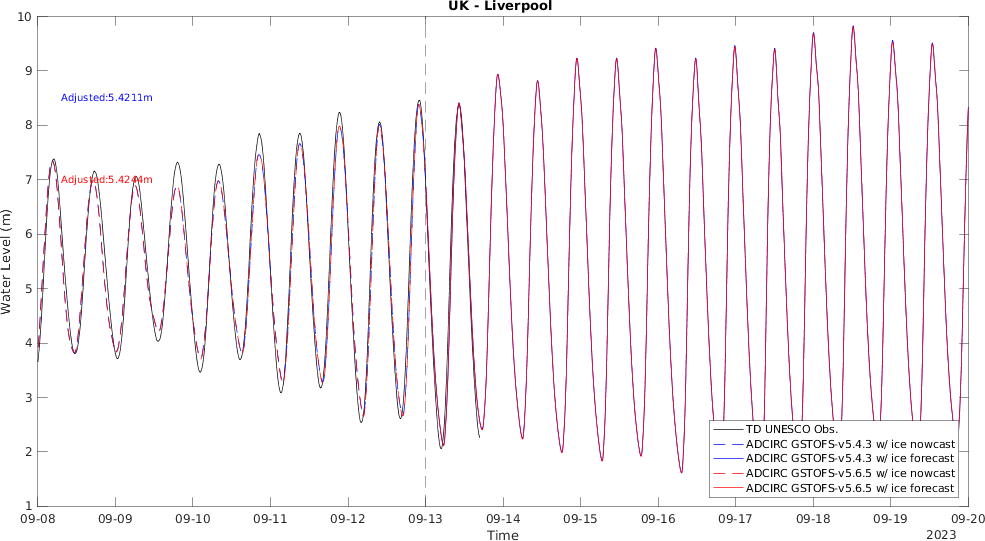 UK - Liverpool
10
9
8
7
6
5
4
3
2
1
Water Level (m)
Adjusted:5.4211m
Adjusted:5.4244m
TD UNESCO Obs.
ADCIRC GSTOFS-v5.4.3 w/ ice nowcast
ADCIRC GSTOFS-v5.4.3 w/ ice forecast
ADCIRC GSTOFS-v5.6.5 w/ ice nowcast
ADCIRC GSTOFS-v5.6.5 w/ ice forecast
09-08 09-09 09-10 09-11 09-12 09-13 09-14 09-15 09-16 09-17 09-18 09-19 09-20
Time
2023